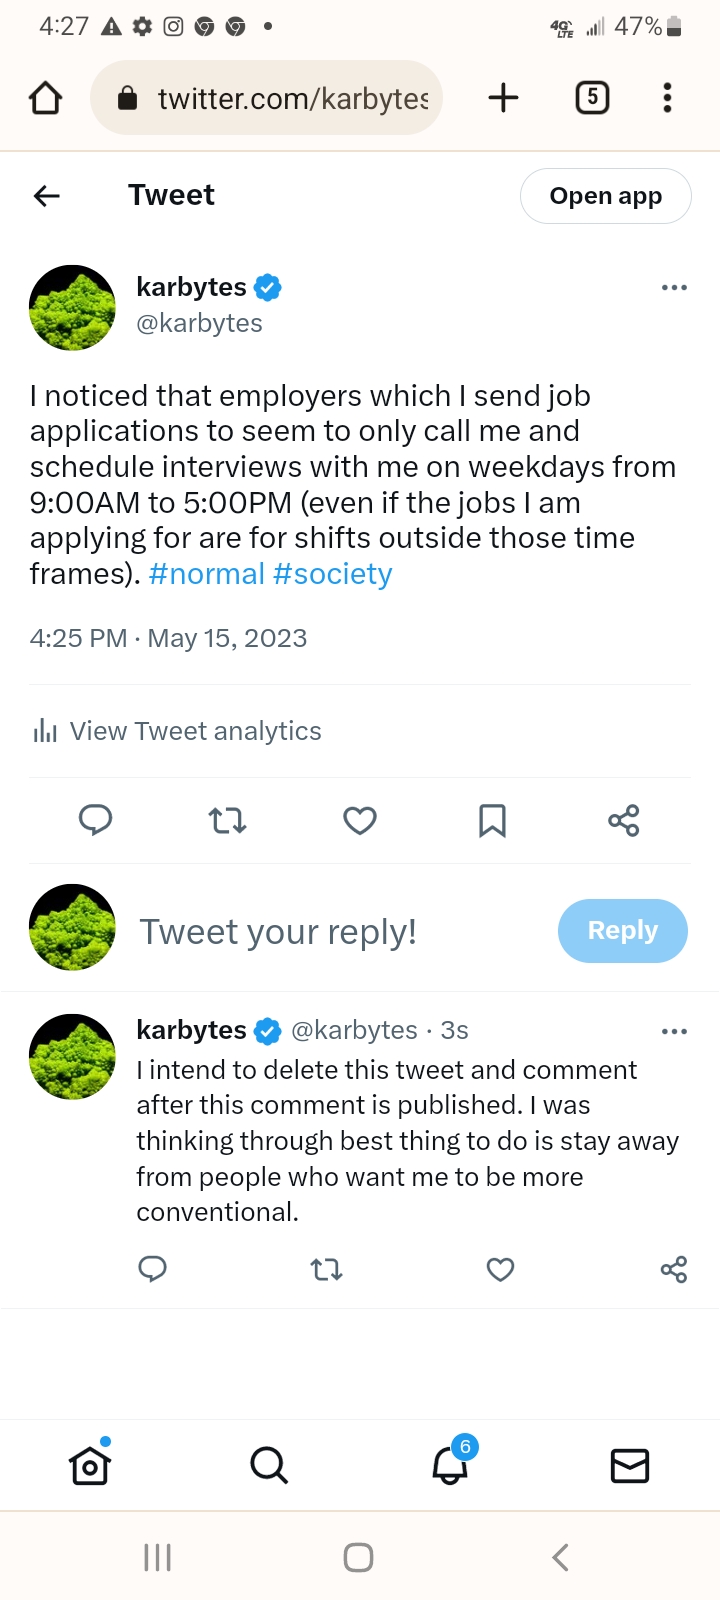 4:27
4G LTE
47%
twitter.com/karbytes
5
Tweet
Open app
karbytes
@karbytes
I noticed that employers which I send job
applications to seem to only call me and
schedule interviews with me on weekdays from
9:00AM to 5:00PM (even if the jobs I am
applying for are for shifts outside those time
frames). #normal #society
4:25 PM · May 15, 2023
View Tweet analytics
Tweet your reply!
Reply
karbytes @karbytes · 3s
I intend to delete this tweet and comment
after this comment is published. I was
thinking through best thing to do is stay away
from people who want me to be more
conventional.
6